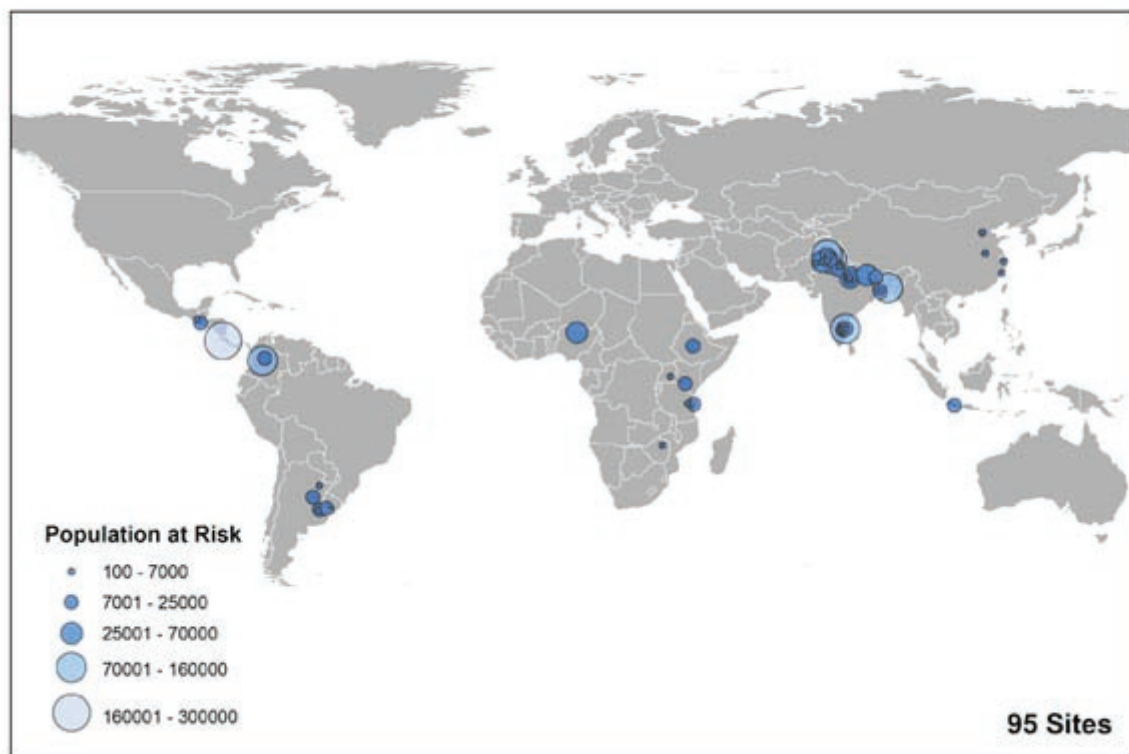 Population at Risk
100 - 7000
7001 - 25000
25001 - 70000
70001 - 160000
160001 - 300000
95 Sites